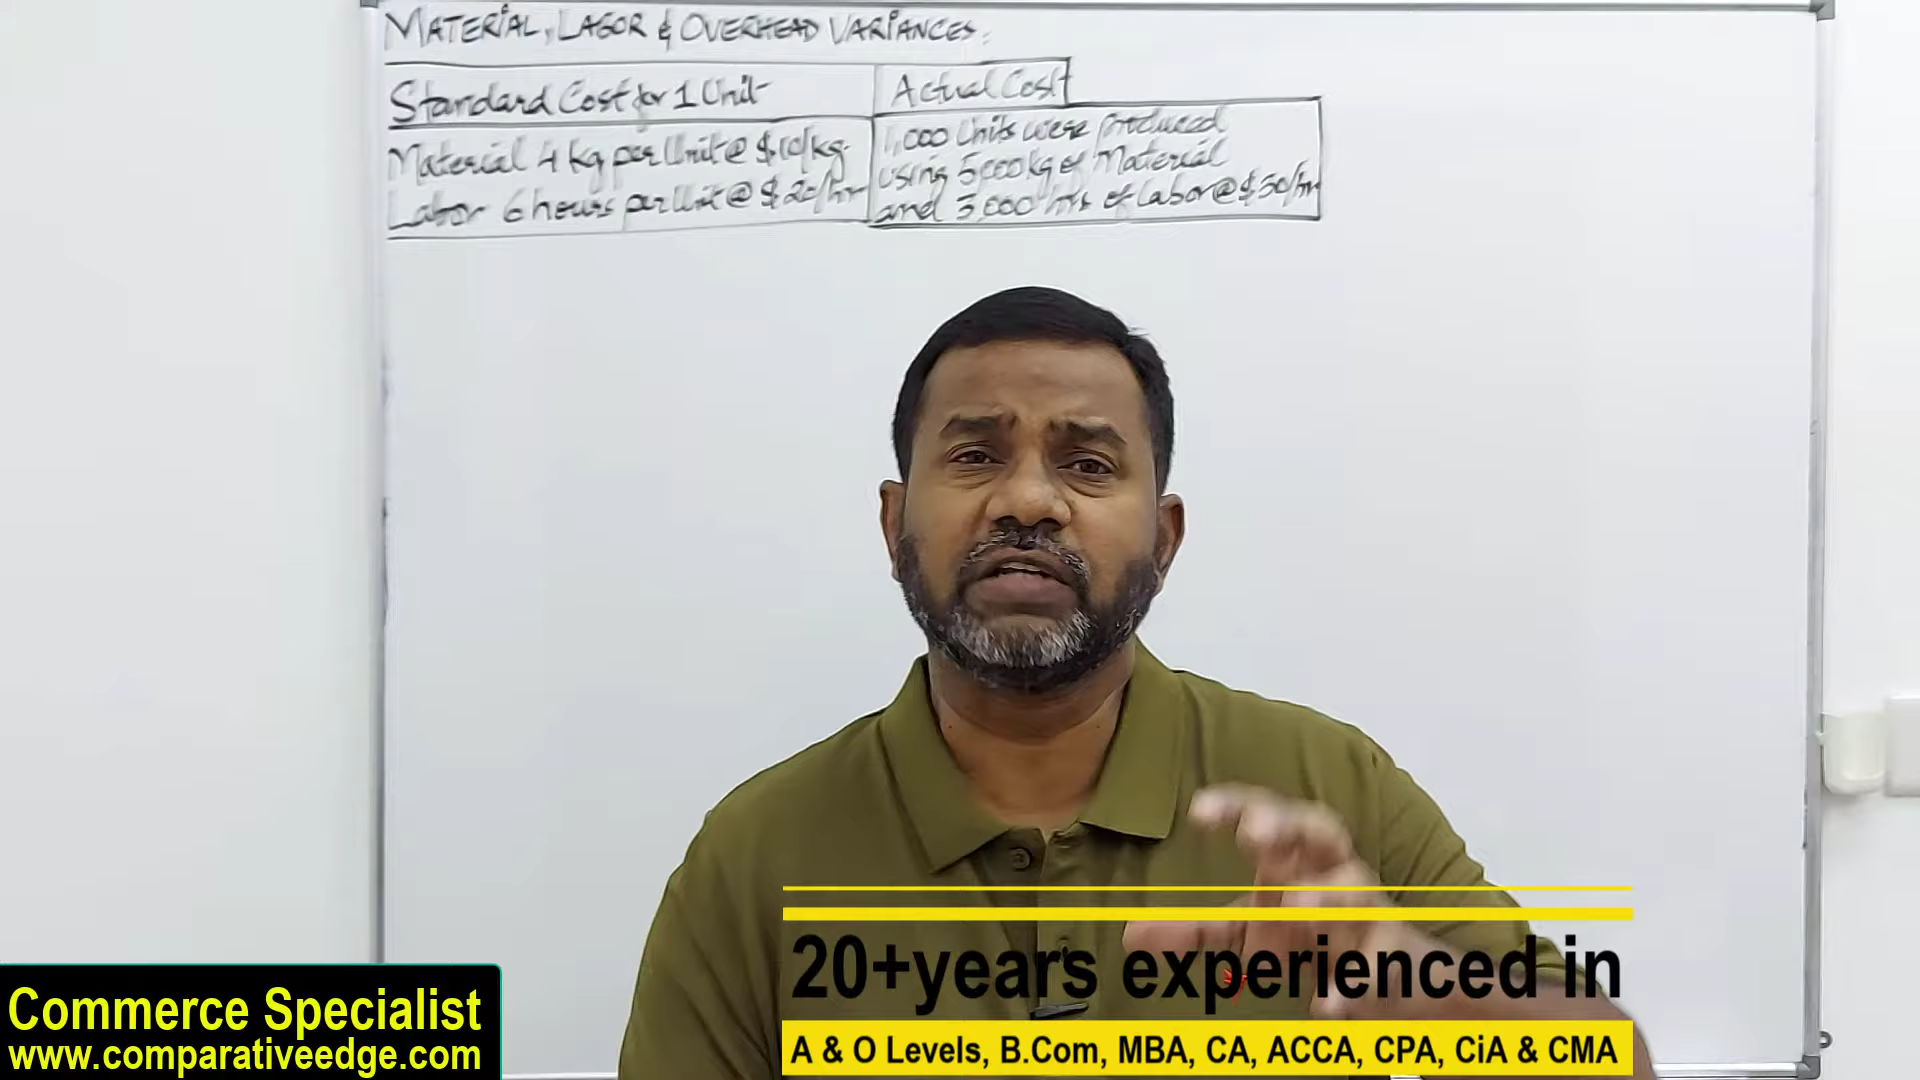 MATERIAL, LABOR & OVERHEAD VARIANCES:
Standard Cost for 1 Unit
Actual Cost
Material 4 kg per Unit @ $10/kg.
Labor 6 hours per Unit @ $20/hr
1,000 Units were produced
using 5,000kg of Material
and 3,000 hrs of Labor @ $30/hr
20+years experienced in
A & O Levels, B.Com, MBA, CA, ACCA, CPA, CiA & CMA
Commerce Specialist
www.comparativeedge.com